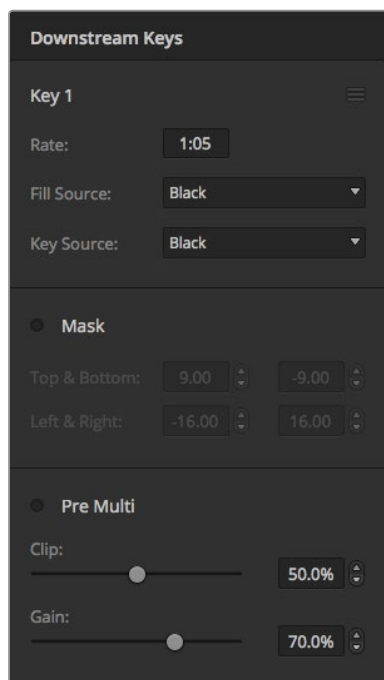 Downstream Keys
Key 1
Rate: 1:05
Fill Source: Black
Key Source: Black
Mask
Top & Bottom: 9.00 -9.00
Left & Right: -16.00 16.00
Pre Multi
Clip:
50.0%
Gain:
70.0%